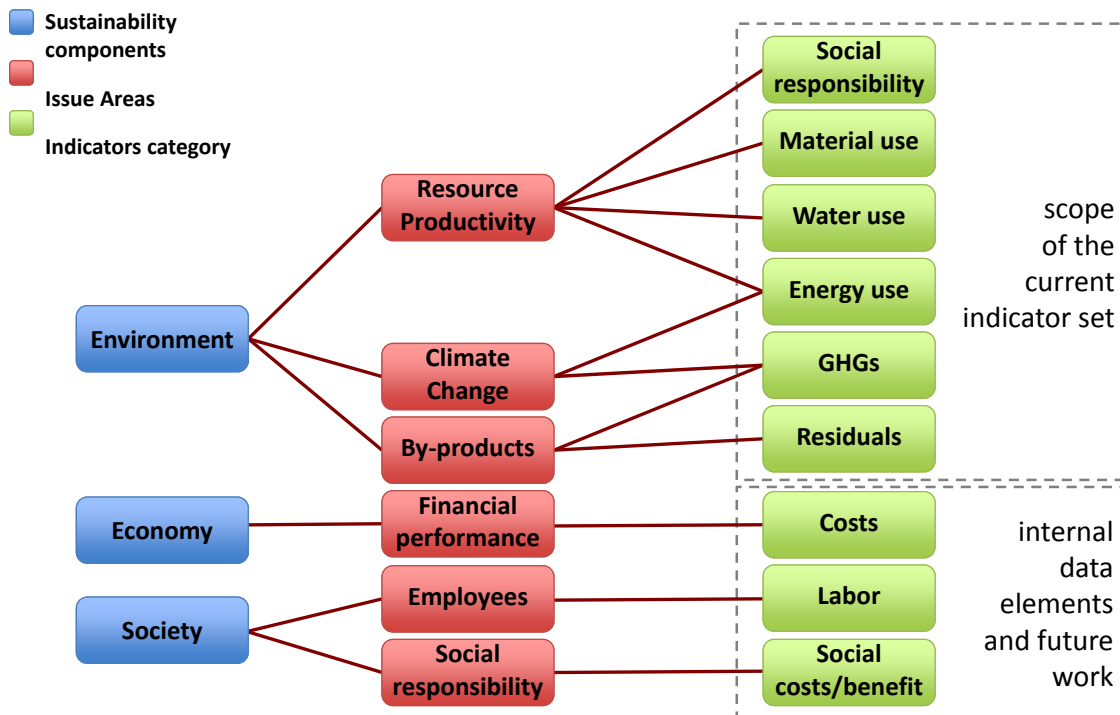 Sustainability
components
Issue Areas
Indicators category
Social
responsibility
Material use
Resource
Productivity
Water use
scope
of the
current
indicator set
Energy use
Environment
Climate
Change
GHGs
By-products
Residuals
Economy
Financial
performance
Costs
internal
data
elements
and future
work
Employees
Labor
Society
Social
responsibility
Social
costs/benefit